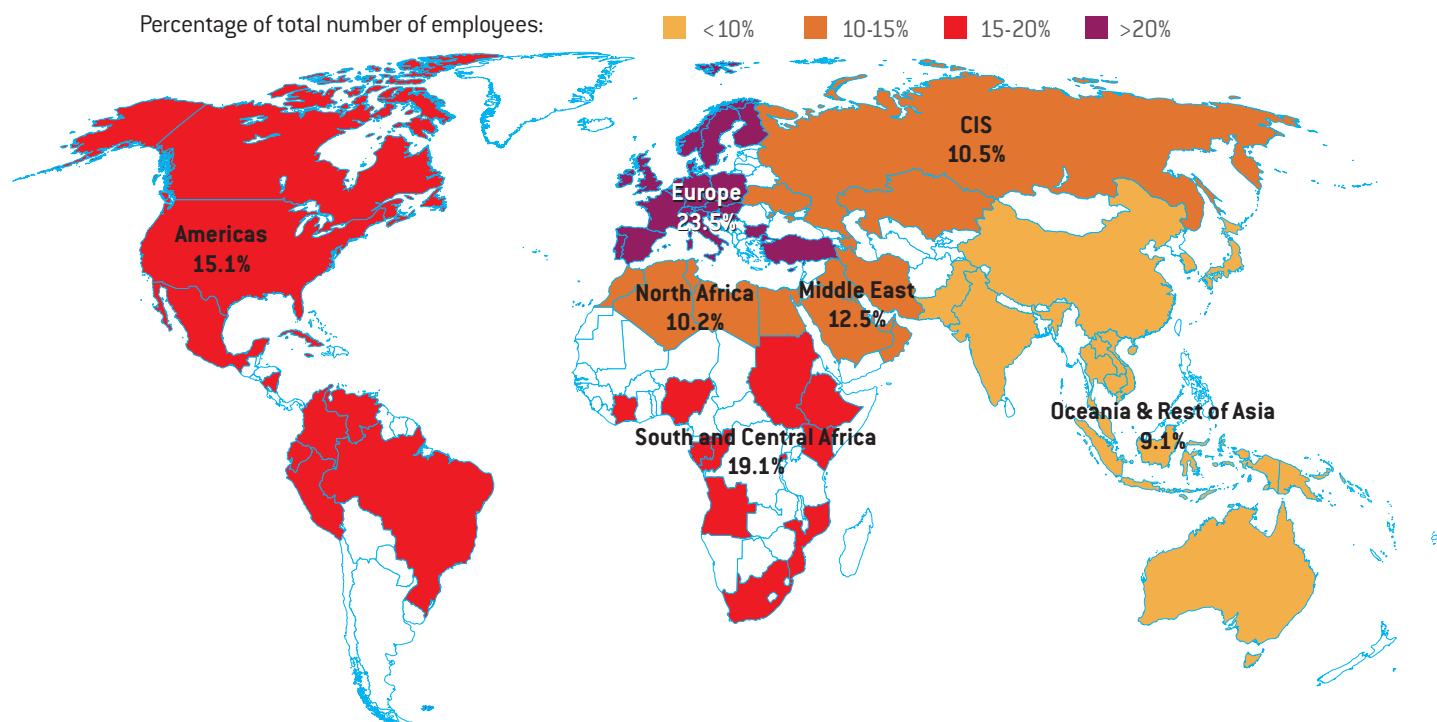 Percentage of total number of employees:
<10%
10-15%
15-20%
>20%
CIS
10.5%
Europe
23.5%
Americas
15.1%
North Africa
10.2%
Middle East
12.5%
Oceania & Rest of Asia
9.1%
South and Central Africa
19.1%